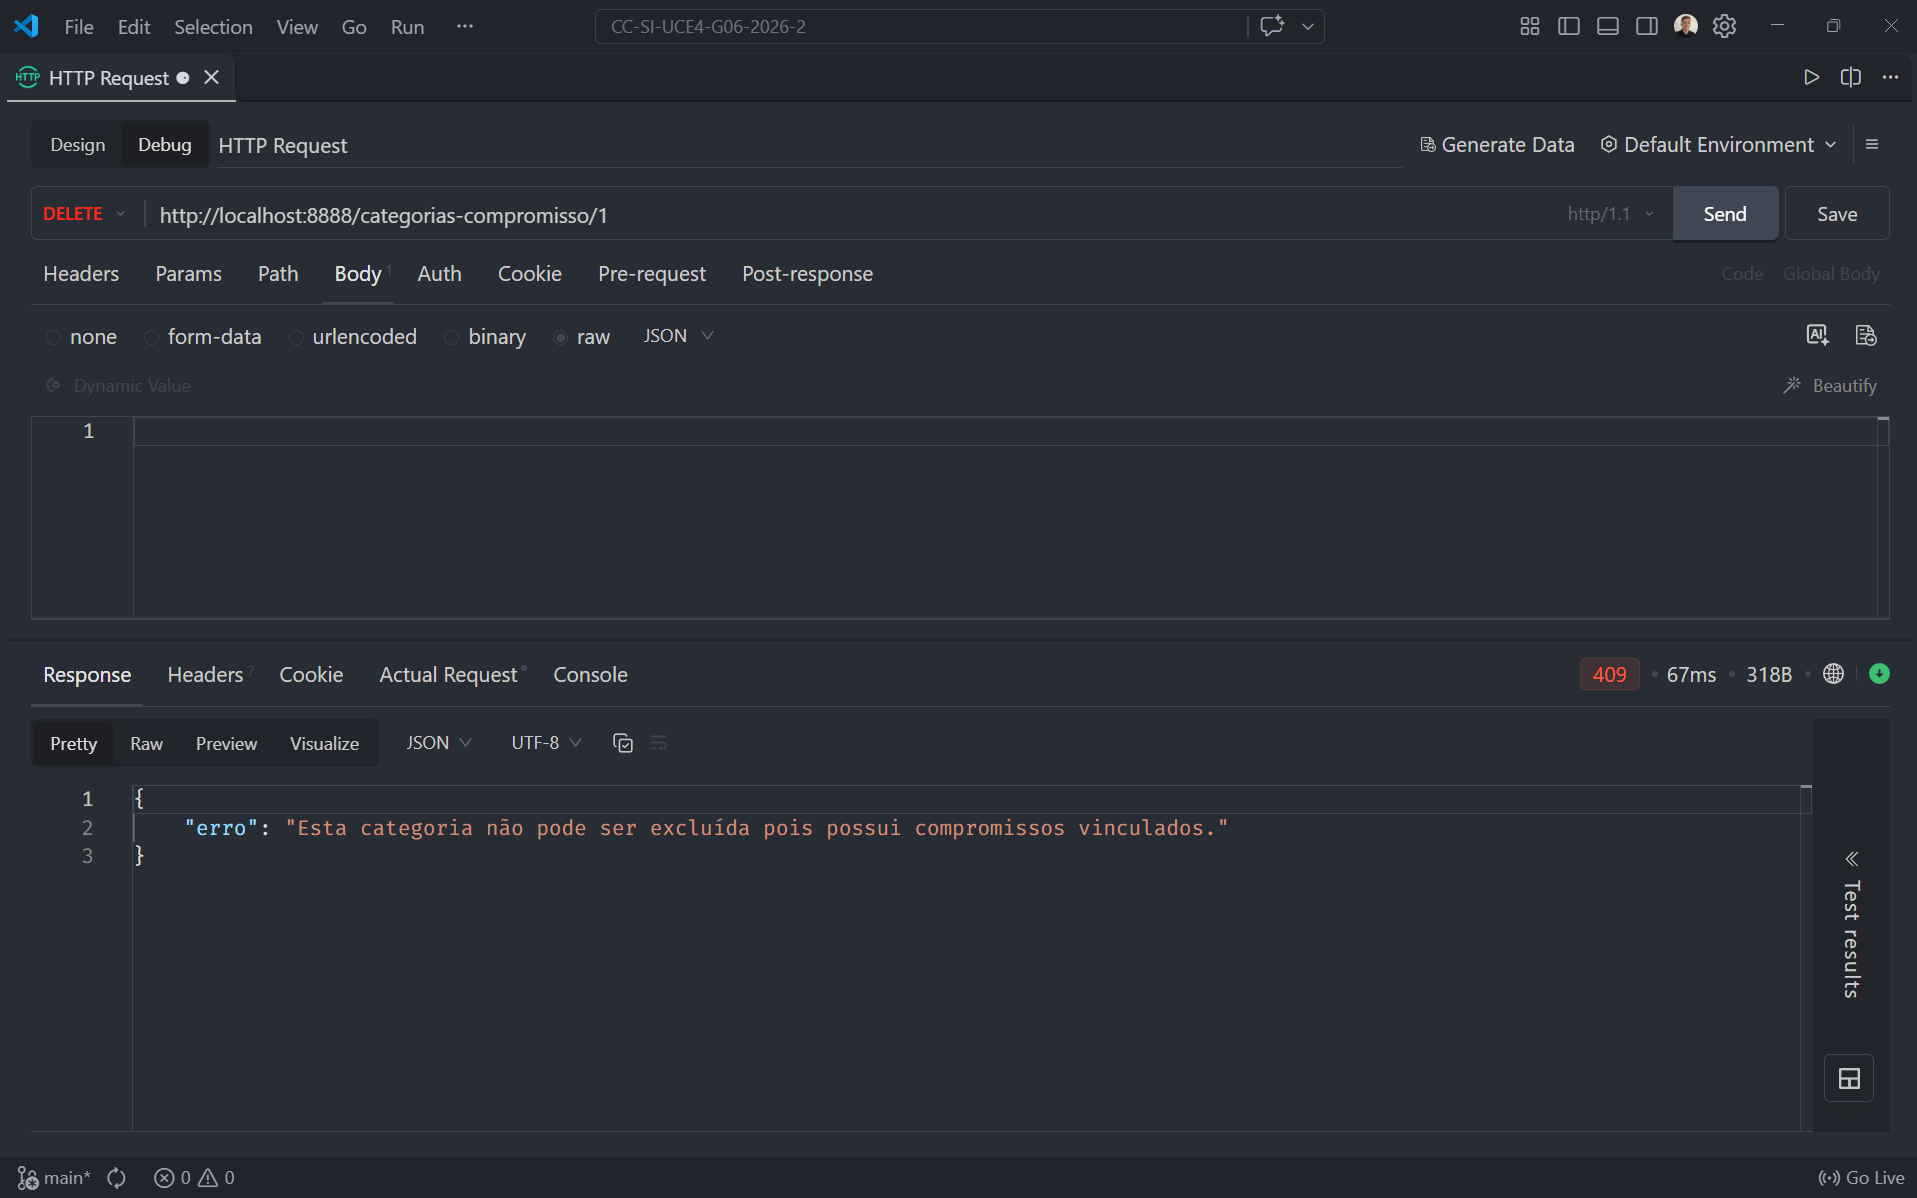 File Edit Selection View Go Run ··· CC-SI-UCE4-G06-2026-2
HTTP HTTP Request
Design Debug HTTP Request Generate Data Default Environment
DELETE http://localhost:8888/categorias-compromisso/1 http/1.1 Send Save
Headers Params Path Body 1 Auth Cookie Pre-request Post-response Code Global Body
none form-data urlencoded binary raw JSON AI
Dynamic Value Beautify
1
Response Headers 7 Cookie Actual Request Console 409 67ms 318B
Pretty Raw Preview Visualize JSON UTF-8
1 {
2 "erro": "Esta categoria não pode ser excluída pois possui compromissos vinculados."
3 }
Test results
main* 0 0 Go Live